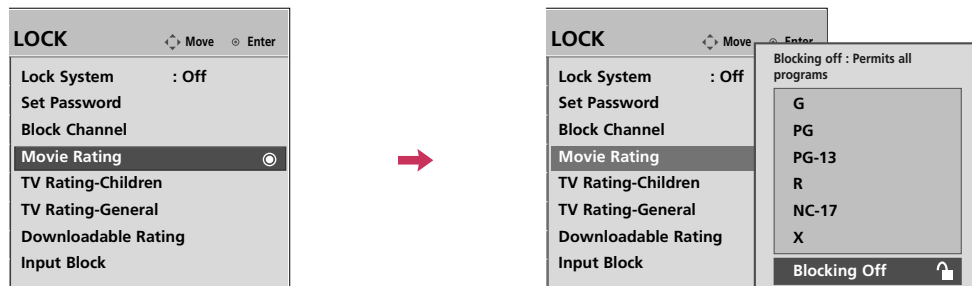 LOCK
Move Enter
Lock System : Off
Set Password
Block Channel
Movie Rating
TV Rating-Children
TV Rating-General
Downloadable Rating
Input Block
LOCK
Move Enter
Lock System : Off
Set Password
Block Channel
Movie Rating
TV Rating-Children
TV Rating-General
Downloadable Rating
Input Block
Blocking off : Permits all
programs
G
PG
PG-13
R
NC-17
X
Blocking Off